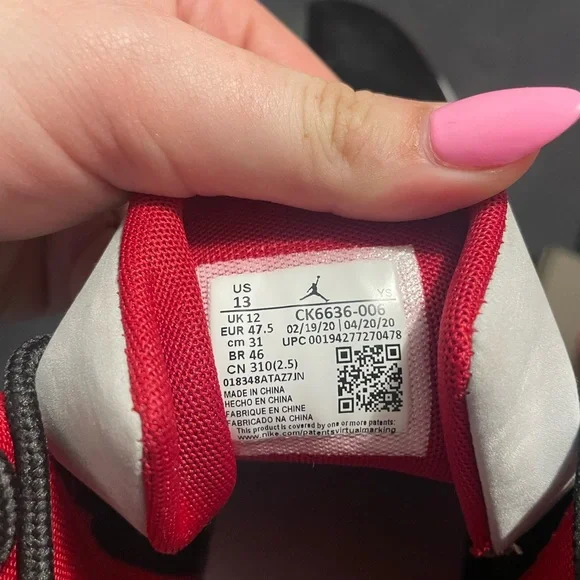 US
13
YS
UK 12
CK6636-006
EUR 47.5
02/19/20 | 04/20/20
cm 31
UPC 00194277270478
BR 46
CN 310(2.5)
018348ATAZ7JN
MADE IN CHINA
HECHO EN CHINA
FABRIQUE EN CHINE
FABRICADO NA CHINA
This product is covered by one or more patents:
www.nike.com/patentsvirtualmarking